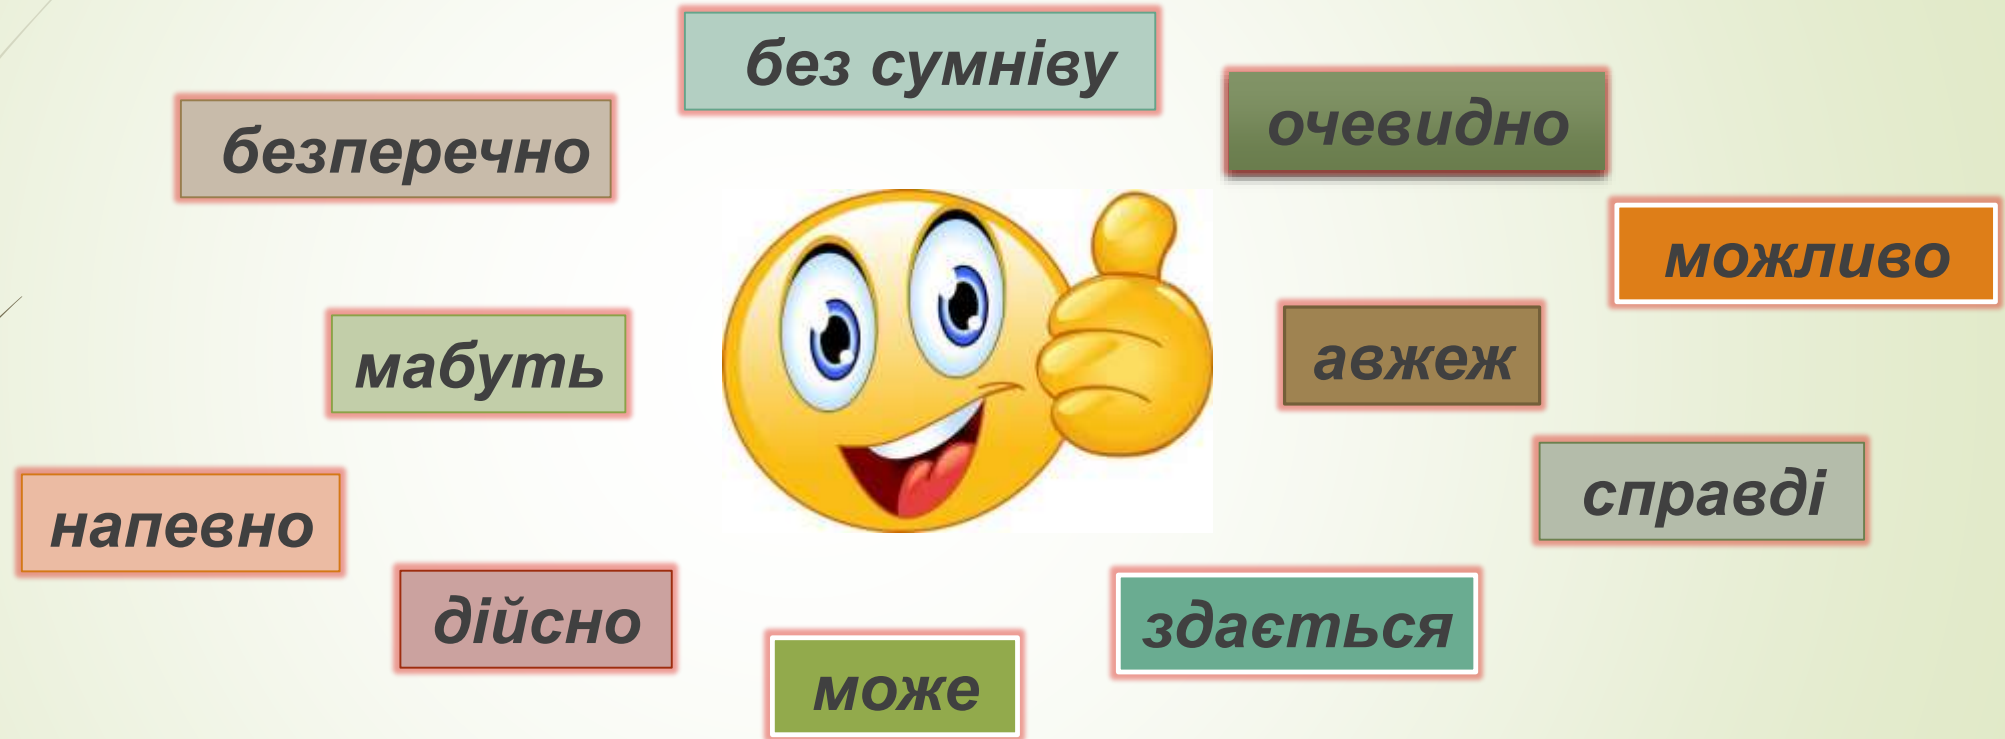 без сумніву
очевидно
безперечно
можливо
мабуть
авжеж
справді
напевно
дійсно
здається
може